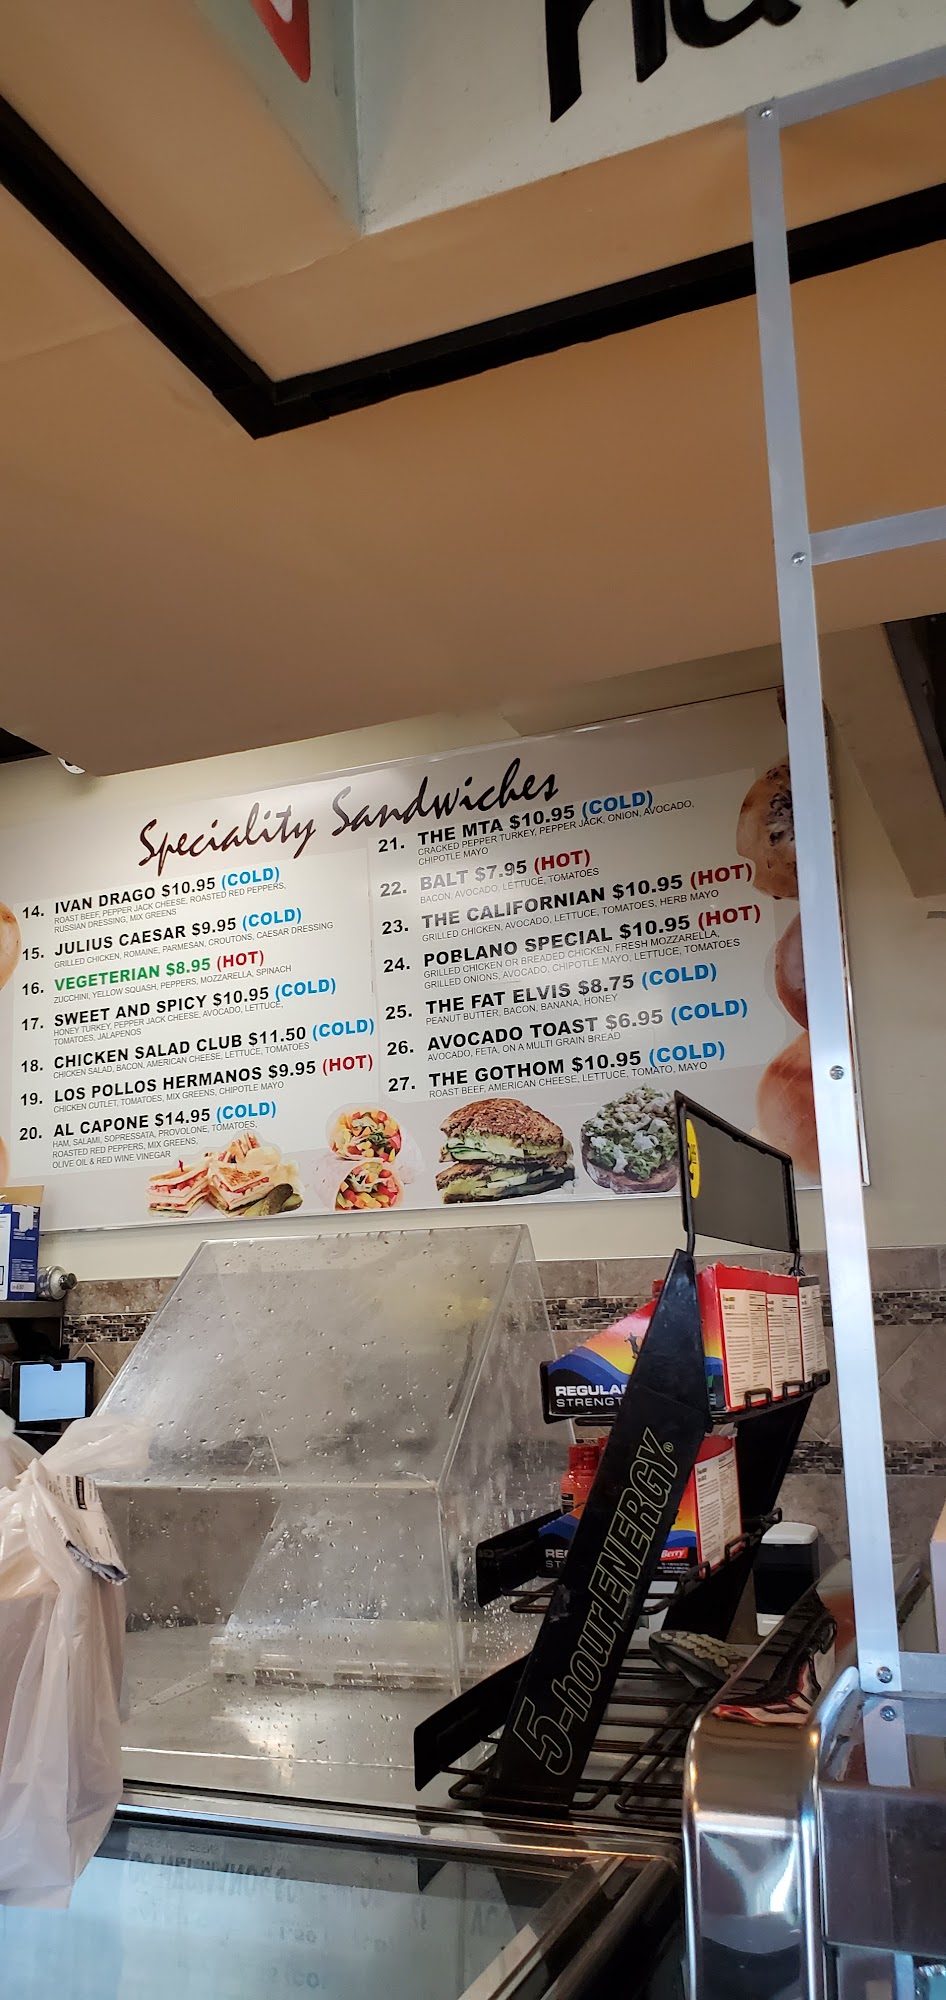 Speciality Sandwiches
14. IVAN DRAGO $10.95 (COLD)
ROAST BEEF, PEPPER JACK CHEESE, ROASTED RED PEPPERS,
RUSSIAN DRESSING, MIX GREENS
15. JULIUS CAESAR $9.95 (COLD)
GRILLED CHICKEN, ROMAINE, PARMESAN, CROUTONS, CAESAR DRESSING
16. VEGETERIAN $8.95 (HOT)
ZUCCHINI, YELLOW SQUASH, PEPPERS, MOZZARELLA, SPINACH
17. SWEET AND SPICY $10.95 (COLD)
HONEY TURKEY, PEPPER JACK CHEESE, AVOCADO, LETTUCE,
TOMATOES, JALAPENOS
18. CHICKEN SALAD CLUB $11.50 (COLD)
CHICKEN SALAD, BACON, AMERICAN CHEESE, LETTUCE, TOMATOES
19. LOS POLLOS HERMANOS $9.95 (HOT)
CHICKEN CUTLET, TOMATOES, MIX GREENS, CHIPOTLE MAYO
20. AL CAPONE $14.95 (COLD)
HAM, SALAMI, SOPRESSATA, PROVOLONE, TOMATOES,
ROASTED RED PEPPERS, MIX GREENS,
OLIVE OIL & RED WINE VINEGAR
21. THE MTA $10.95 (COLD)
CRACKED PEPPER TURKEY, PEPPER JACK, ONION, AVOCADO,
CHIPOTLE MAYO
22. BALT $7.95 (HOT)
BACON, AVOCADO, LETTUCE, TOMATOES
23. THE CALIFORNIAN $10.95 (HOT)
GRILLED CHICKEN, AVOCADO, LETTUCE, TOMATOES, HERB MAYO
24. POBLANO SPECIAL $10.95 (HOT)
GRILLED CHICKEN OR BREADED CHICKEN, FRESH MOZZARELLA,
GRILLED ONIONS, AVOCADO, CHIPOTLE MAYO, LETTUCE, TOMATOES
25. THE FAT ELVIS $8.75 (COLD)
PEANUT BUTTER, BACON, BANANA, HONEY
26. AVOCADO TOAST $6.95 (COLD)
AVOCADO, FETA, ON A MULTI GRAIN BREAD
27. THE GOTHOM $10.95 (COLD)
ROAST BEEF, AMERICAN CHEESE, LETTUCE, TOMATO, MAYO
REGULA
STRENGT
RE
ST
Berry
5-hour ENERGY®